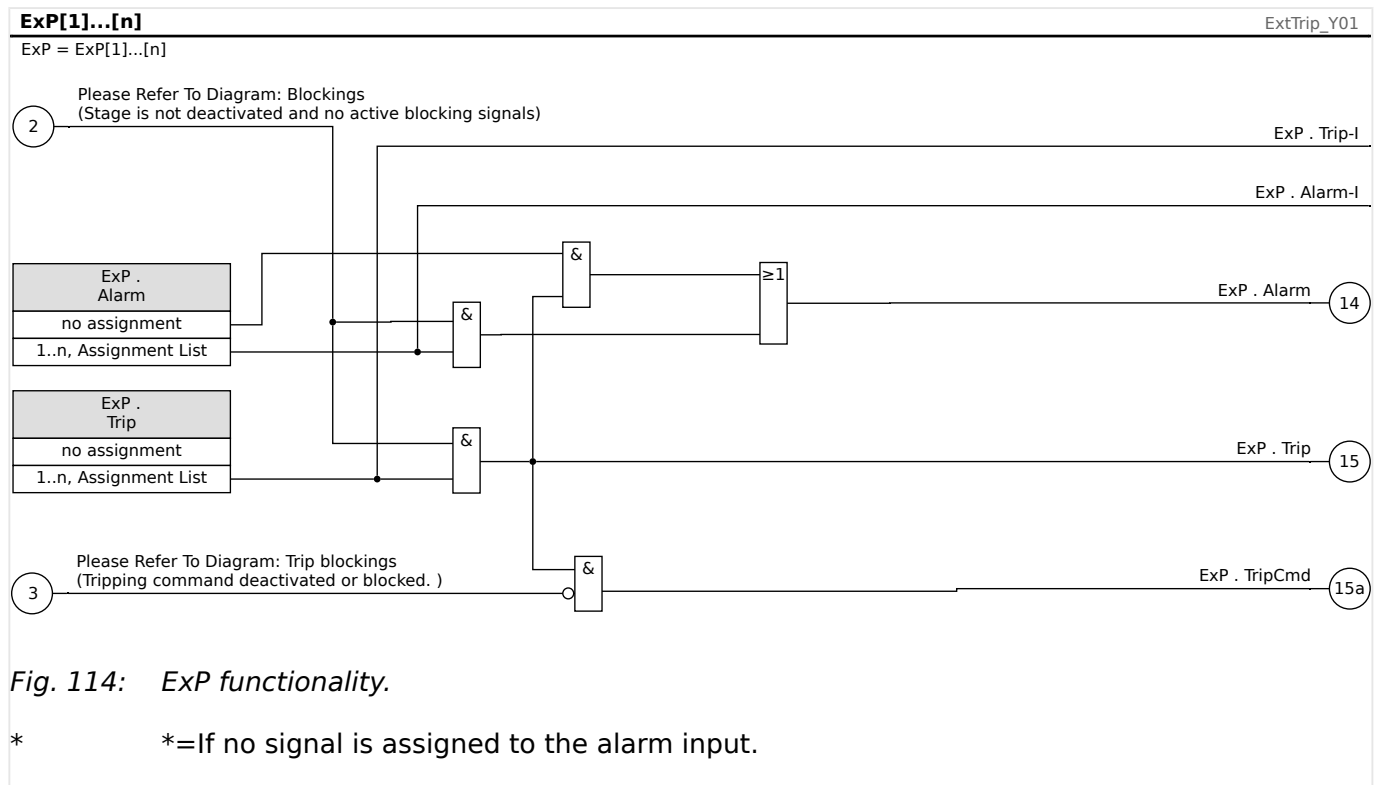 ExP[1]...[n]
ExtTrip_Y01
ExP = ExP[1]...[n]
Please Refer To Diagram: Blockings
(Stage is not deactivated and no active blocking signals)
2
ExP . Trip-I
ExP . Alarm-I
&
ExP .
Alarm
≥1
ExP . Alarm
14
no assignment
&
1..n, Assignment List
ExP .
Trip
&
ExP . Trip
15
no assignment
1..n, Assignment List
Please Refer To Diagram: Trip blockings
(Tripping command deactivated or blocked. )
3
&
ExP . TripCmd
15a
Fig. 114: ExP functionality.
* *=If no signal is assigned to the alarm input.